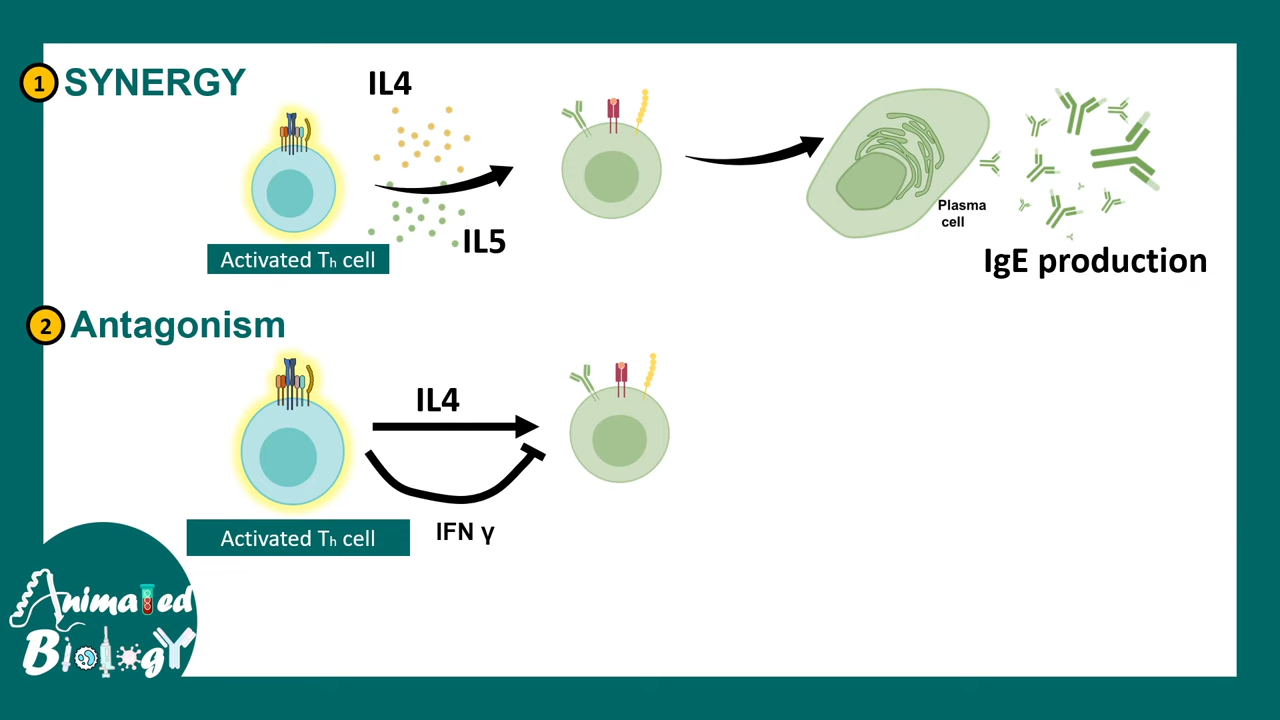 1 SYNERGY
IL4
IL5
Activated Th cell
Plasma
cell
IgE production
2 Antagonism
IL4
IFN γ
Activated Th cell
Animated
Biology